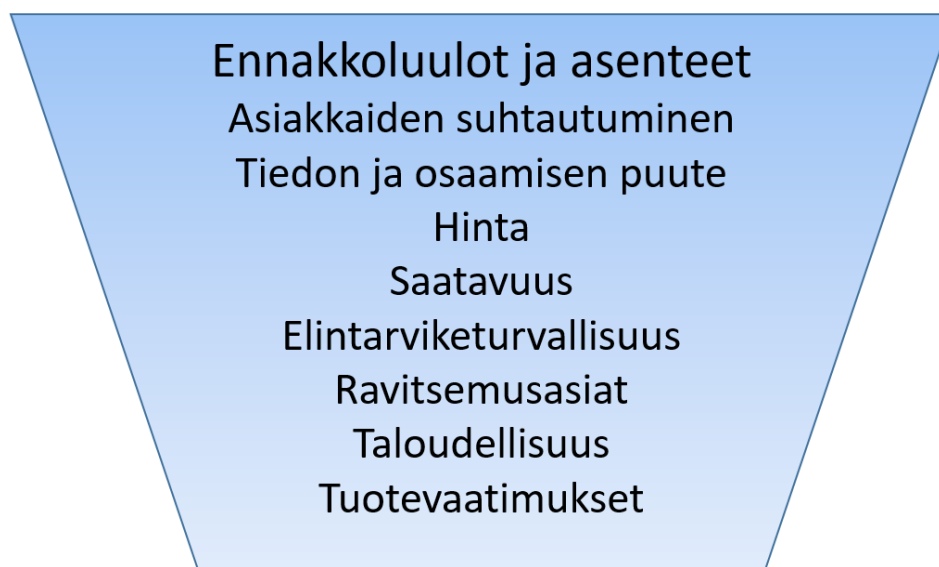 Ennakkoluulot ja asenteet
Asiakkaiden suhtautuminen
Tiedon ja osaamisen puute
Hinta
Saatavuus
Elintarviketurvallisuus
Ravitsemusasiat
Taloudellisuus
Tuotevaatimukset